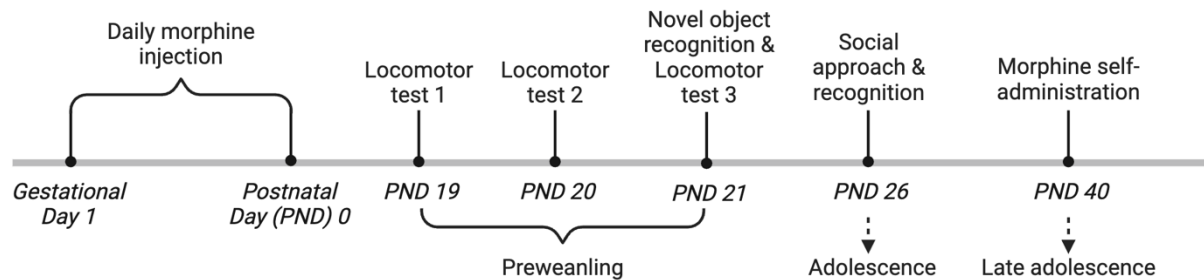 Daily morphine
injection
Locomotor
test 1
Locomotor
test 2
Novel object
recognition &
Locomotor
test 3
Social
approach &
recognition
Morphine self-
administration
Gestational
Day 1
Postnatal
Day (PND) 0
PND 19
PND 20
PND 21
PND 26
PND 40
Preweanling
Adolescence
Late adolescence